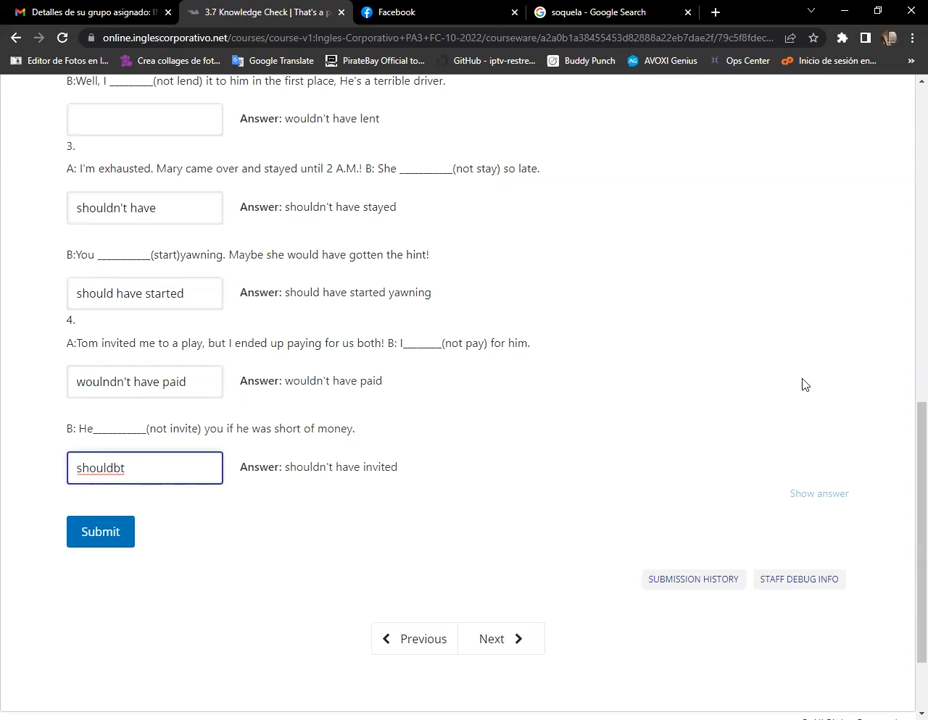 Detalles de su grupo asignado: I
3.7 Knowledge Check | That's a p
Facebook
soquela - Google Search
online.inglescorporativo.net/courses/course-v1:Ingles-Corporativo+PA3+FC-10-2022/courseware/a2a0b1a38455453d82888a22eb7dae2f/79c5f8fdec...
Editor de Fotos en l...
Crea collages de fot...
Google Translate
PirateBay Official to...
GitHub - iptv-restre...
Buddy Punch
AVOXI Genius
Ops Center
Inicio de sesión en...
»
B:Well, I _________(not lend) it to him in the first place, He's a terrible driver.
Answer: wouldn't have lent
3.
A: I'm exhausted. Mary came over and stayed until 2 A.M.! B: She ___________(not stay) so late.
shouldn't have
Answer: shouldn't have stayed
B:You ___________(start)yawning. Maybe she would have gotten the hint!
should have started
Answer: should have started yawning
4.
A:Tom invited me to a play, but I ended up paying for us both! B: I________(not pay) for him.
woulndn't have paid
Answer: wouldn't have paid
B: He___________(not invite) you if he was short of money.
shouldbt
Answer: shouldn't have invited
Show answer
Submit
SUBMISSION HISTORY
STAFF DEBUG INFO
Previous
Next